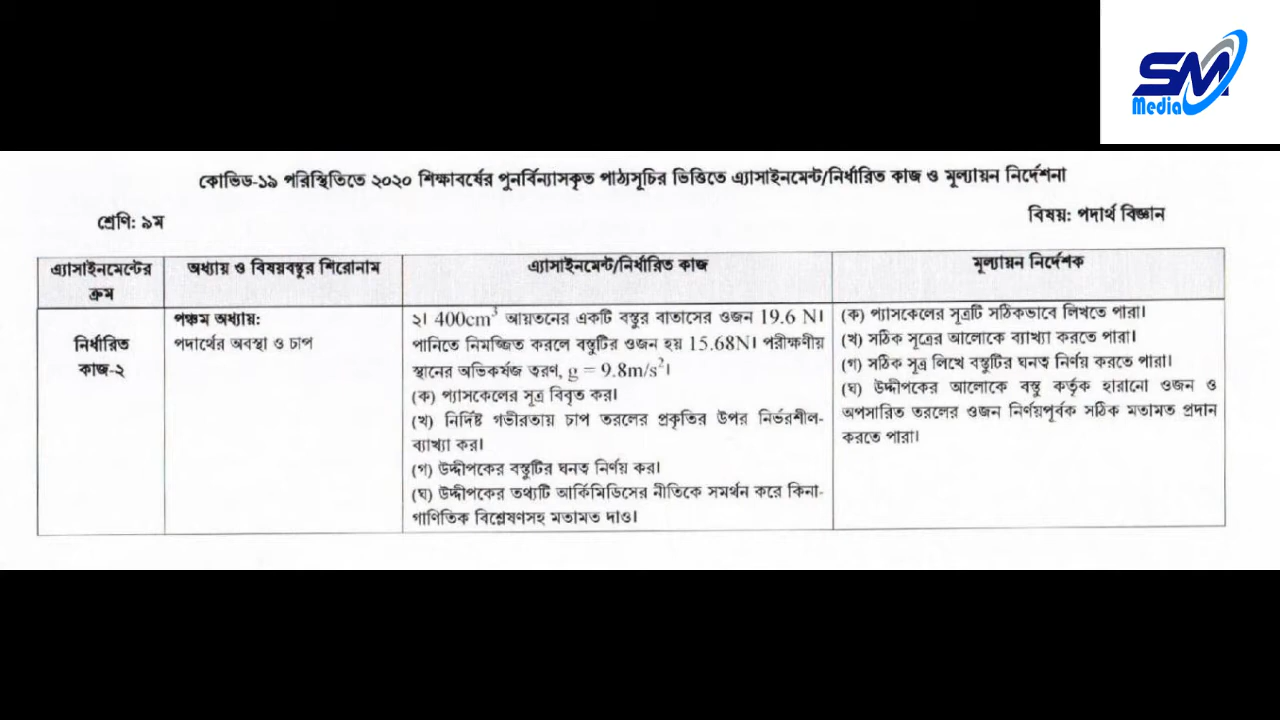 SM
Media
কোভিড-১৯ পরিস্থিতিতে ২০২০ শিক্ষাবর্ষের পুনর্বিন্যাসকৃত পাঠ্যসূচির ভিত্তিতে এ্যাসাইনমেন্ট/নির্ধারিত কাজ ও মূল্যায়ন নির্দেশনা
শ্রেণি: ৯ম
বিষয়: পদার্থ বিজ্ঞান
এ্যাসাইনমেন্টের
ক্রম
অধ্যায় ও বিষয়বস্তুর শিরোনাম
এ্যাসাইনমেন্ট/নির্ধারিত কাজ
মূল্যায়ন নির্দেশক
নির্ধারিত
কাজ-২
পঞ্চম অধ্যায়:
পদার্থের অবস্থা ও চাপ
২। 400cm³ আয়তনের একটি বস্তুর বাতাসের ওজন 19.6 N।
পানিতে নিমজ্জিত করলে বস্তুটির ওজন হয় 15.68N। পরীক্ষণীয়
স্থানের অভিকর্ষজ ত্বরণ, g = 9.8m/s²।
(ক) প্যাসকেলের সূত্র বিবৃত কর।
(খ) নির্দিষ্ট গভীরতায় চাপ তরলের প্রকৃতির উপর নির্ভরশীল-
ব্যাখ্যা কর।
(গ) উদ্দীপকের বস্তুটির ঘনত্ব নির্ণয় কর।
(ঘ) উদ্দীপকের তথ্যটি আর্কিমিডিসের নীতিকে সমর্থন করে কিনা-
গাণিতিক বিশ্লেষণসহ মতামত দাও।
(ক) প্যাসকেলের সূত্রটি সঠিকভাবে লিখতে পারা।
(খ) সঠিক সূত্রের আলোকে ব্যাখ্যা করতে পারা।
(গ) সঠিক সূত্র লিখে বস্তুটির ঘনত্ব নির্ণয় করতে পারা।
(ঘ) উদ্দীপকের আলোকে বস্তু কর্তৃক হারানো ওজন ও
অপসারিত তরলের ওজন নির্ণয়পূর্বক সঠিক মতামত প্রদান
করতে পারা।